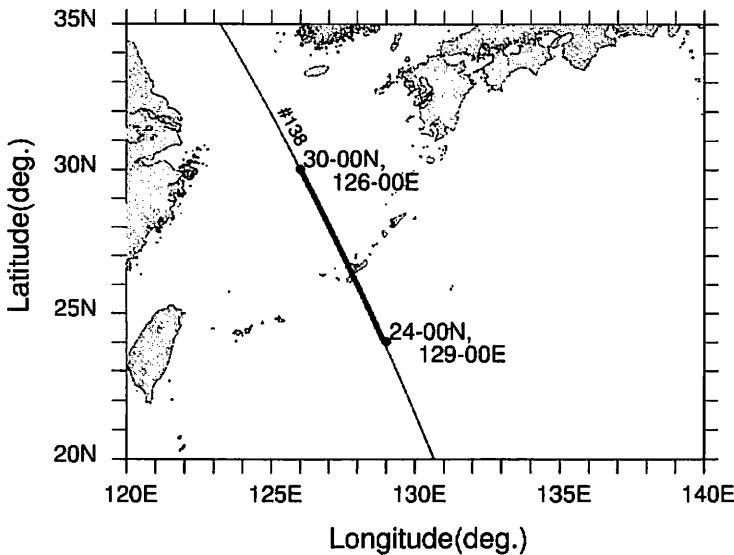 35N
#138
30-00N,
126-00E
30N
Latitude(deg.)
25N
24-00N,
129-00E
20N
120E 125E 130E 135E 140E
Longitude(deg.)